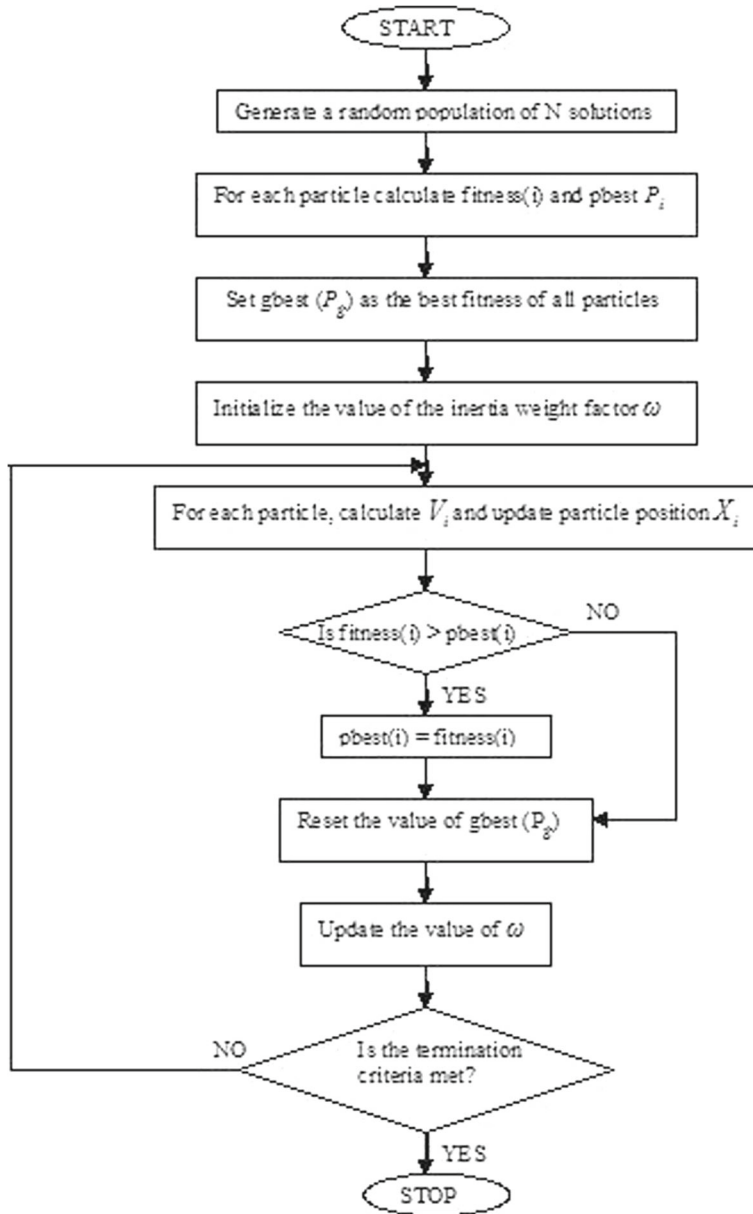 START
Generate a random population of N solutions
For each particle calculate fitness(i) and pbest P_i
Set gbest (P_g) as the best fitness of all particles
Initialize the value of the inertia weight factor ω
For each particle, calculate V_i and update particle position X_i
Is fitness(i) > pbest(i)
NO
YES
pbest(i) = fitness(i)
Reset the value of gbest (P_g)
Update the value of ω
NO
Is the termination
criteria met?
YES
STOP